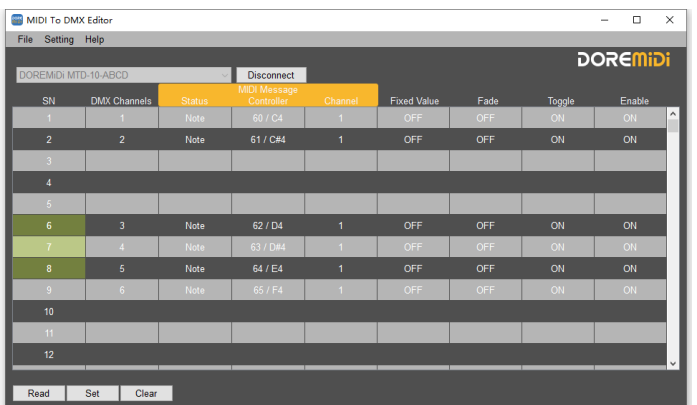 MIDI To DMX Editor
File Setting Help
DOREMiDi
DOREMiDi MTD-10-ABCD Disconnect
MIDI Message
SN DMX Channels Status Controller Channel Fixed Value Fade Toggle Enable
1 1 Note 60 / C4 1 OFF OFF ON ON
2 2 Note 61 / C#4 1 OFF OFF ON ON
3
4
5
6 3 Note 62 / D4 1 OFF OFF ON ON
7 4 Note 63 / D#4 1 OFF OFF ON ON
8 5 Note 64 / E4 1 OFF OFF ON ON
9 6 Note 65 / F4 1 OFF OFF ON ON
10
11
12
Read Set Clear